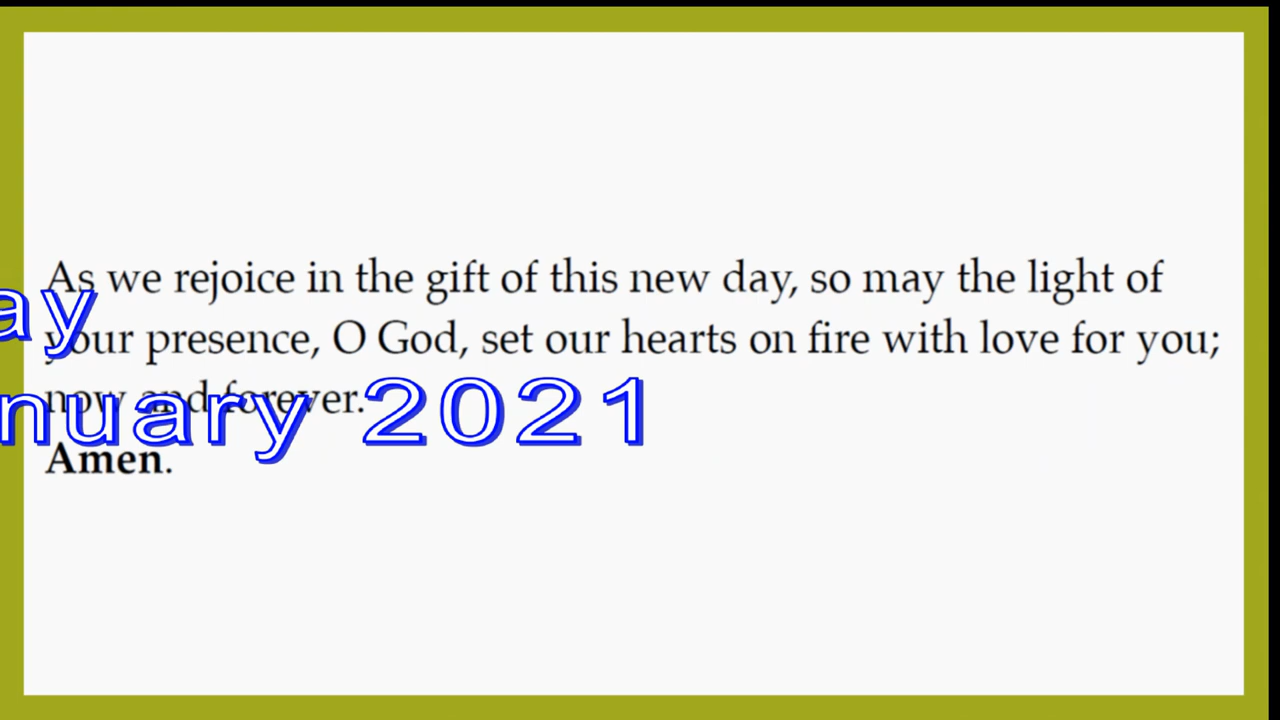 As we rejoice in the gift of this new day, so may the light of
your presence, O God, set our hearts on fire with love for you;
now and forever.
Amen.
ay
nuary 2021